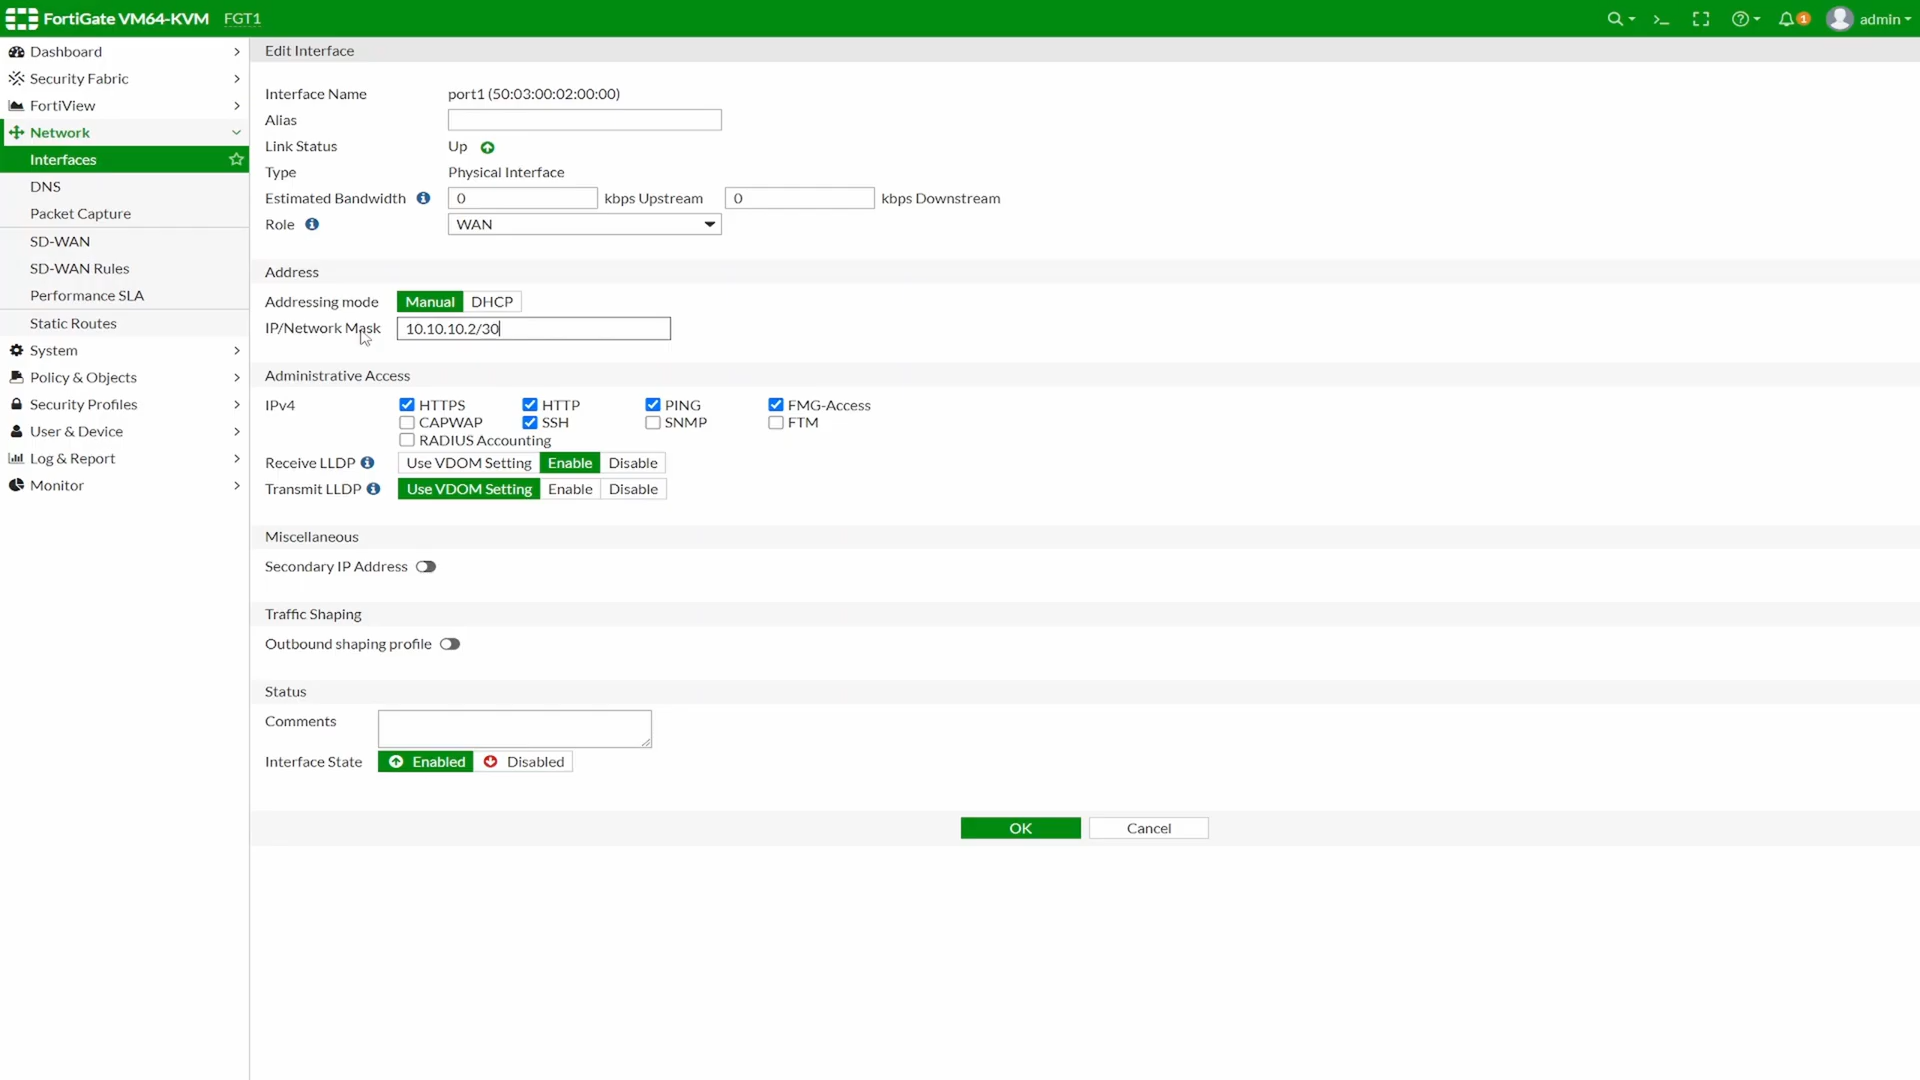 FortiGate VM64-KVM FGT1
1
admin
Dashboard
Security Fabric
FortiView
Network
Interfaces
DNS
Packet Capture
SD-WAN
SD-WAN Rules
Performance SLA
Static Routes
System
Policy & Objects
Security Profiles
User & Device
Log & Report
Monitor
Edit Interface
Interface Name port1 (50:03:00:02:00:00)
Alias
Link Status Up
Type Physical Interface
Estimated Bandwidth 0 kbps Upstream 0 kbps Downstream
Role WAN
Address
Addressing mode Manual DHCP
IP/Network Mask 10.10.10.2/30
Administrative Access
IPv4 HTTPS HTTP PING FMG-Access
CAPWAP SSH SNMP FTM
RADIUS Accounting
Receive LLDP Use VDOM Setting Enable Disable
Transmit LLDP Use VDOM Setting Enable Disable
Miscellaneous
Secondary IP Address
Traffic Shaping
Outbound shaping profile
Status
Comments
Interface State Enabled Disabled
OK Cancel